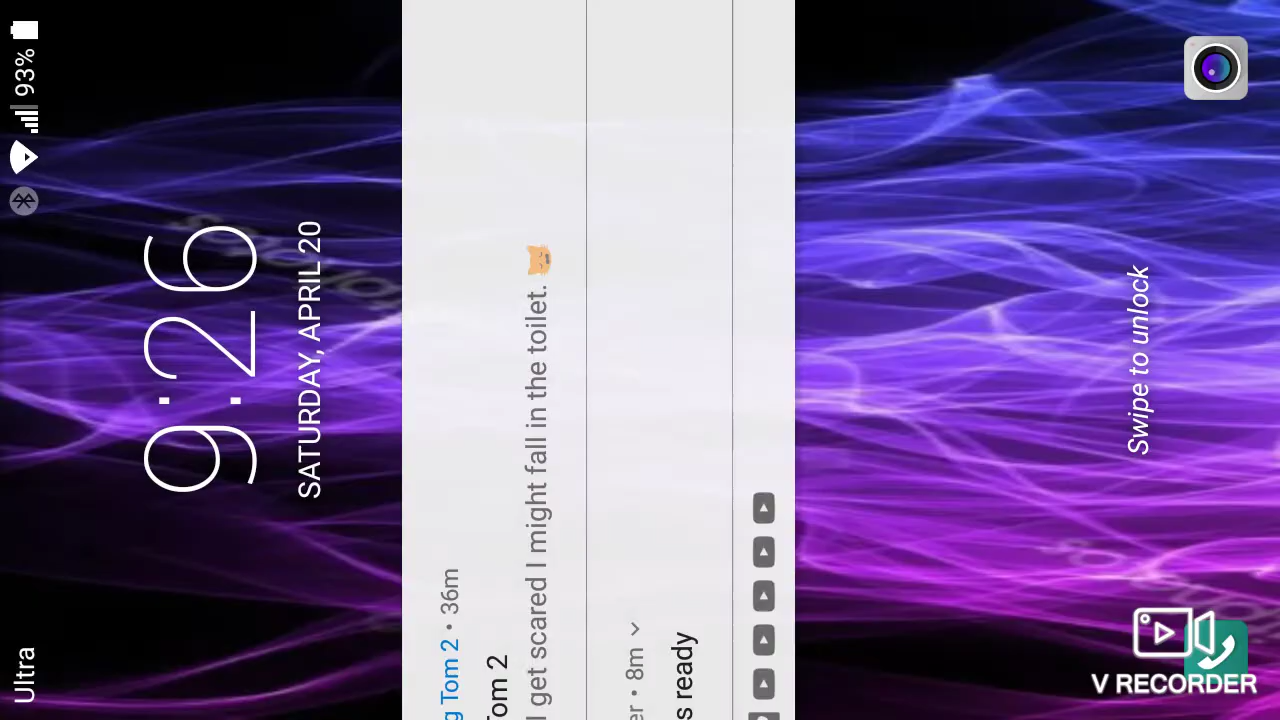 Ultra
93%
9:26
SATURDAY, APRIL 20
g Tom 2 • 36m
Tom 2
I get scared I might fall in the toilet. 🙀
er • 8m
s ready
Swipe to unlock
V RECORDER